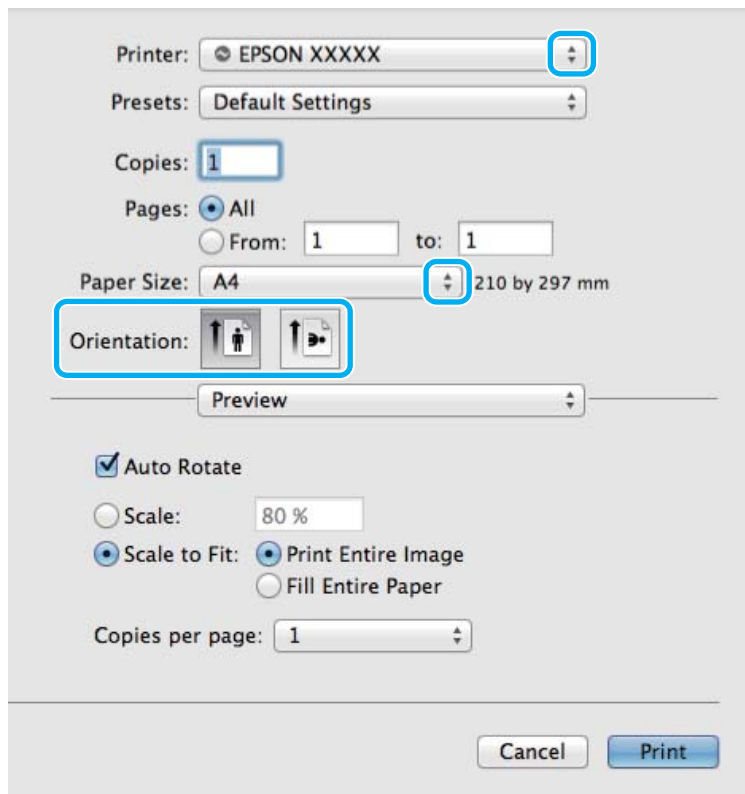 Printer: EPSON XXXXX
Presets: Default Settings
Copies: 1
Pages: All
From: 1 to: 1
Paper Size: A4 210 by 297 mm
Orientation:
Preview
Auto Rotate
Scale: 80 %
Scale to Fit: Print Entire Image
Fill Entire Paper
Copies per page: 1
Cancel Print